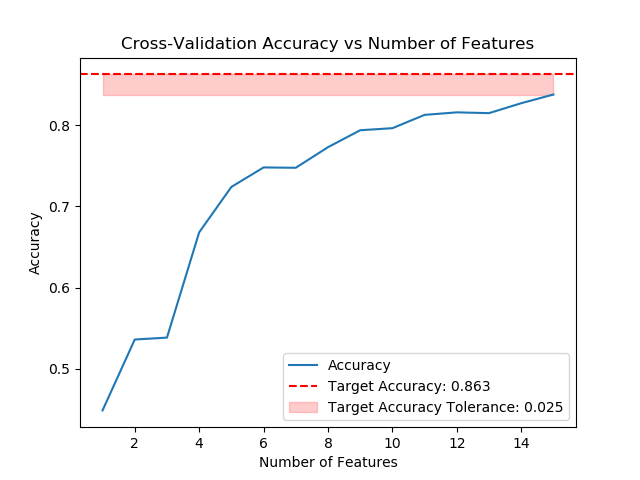 Cross-Validation Accuracy vs Number of Features
Accuracy
0.8
0.7
0.6
0.5
Accuracy
Target Accuracy: 0.863
Target Accuracy Tolerance: 0.025
2 4 6 8 10 12 14
Number of Features